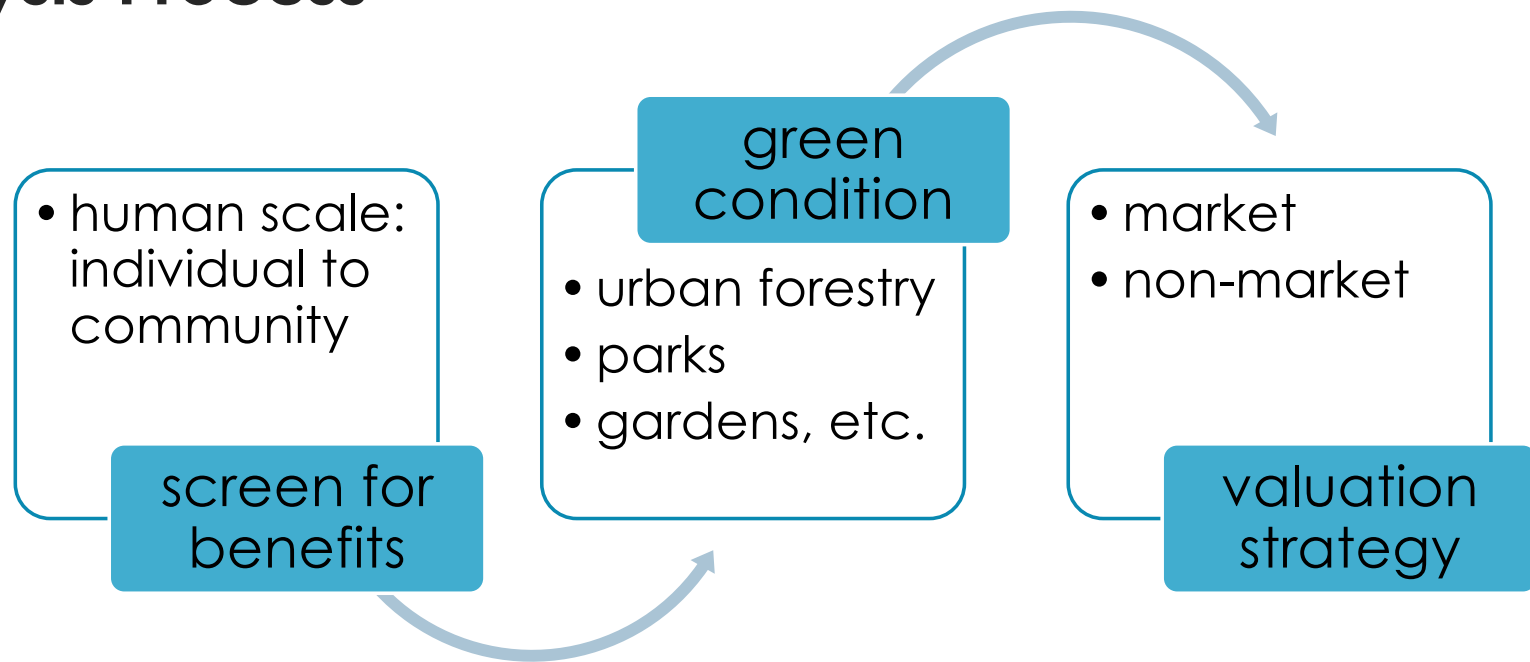 • human scale:
individual to
community
screen for
benefits
green
condition
• urban forestry
• parks
• gardens, etc.
• market
• non-market
valuation
strategy